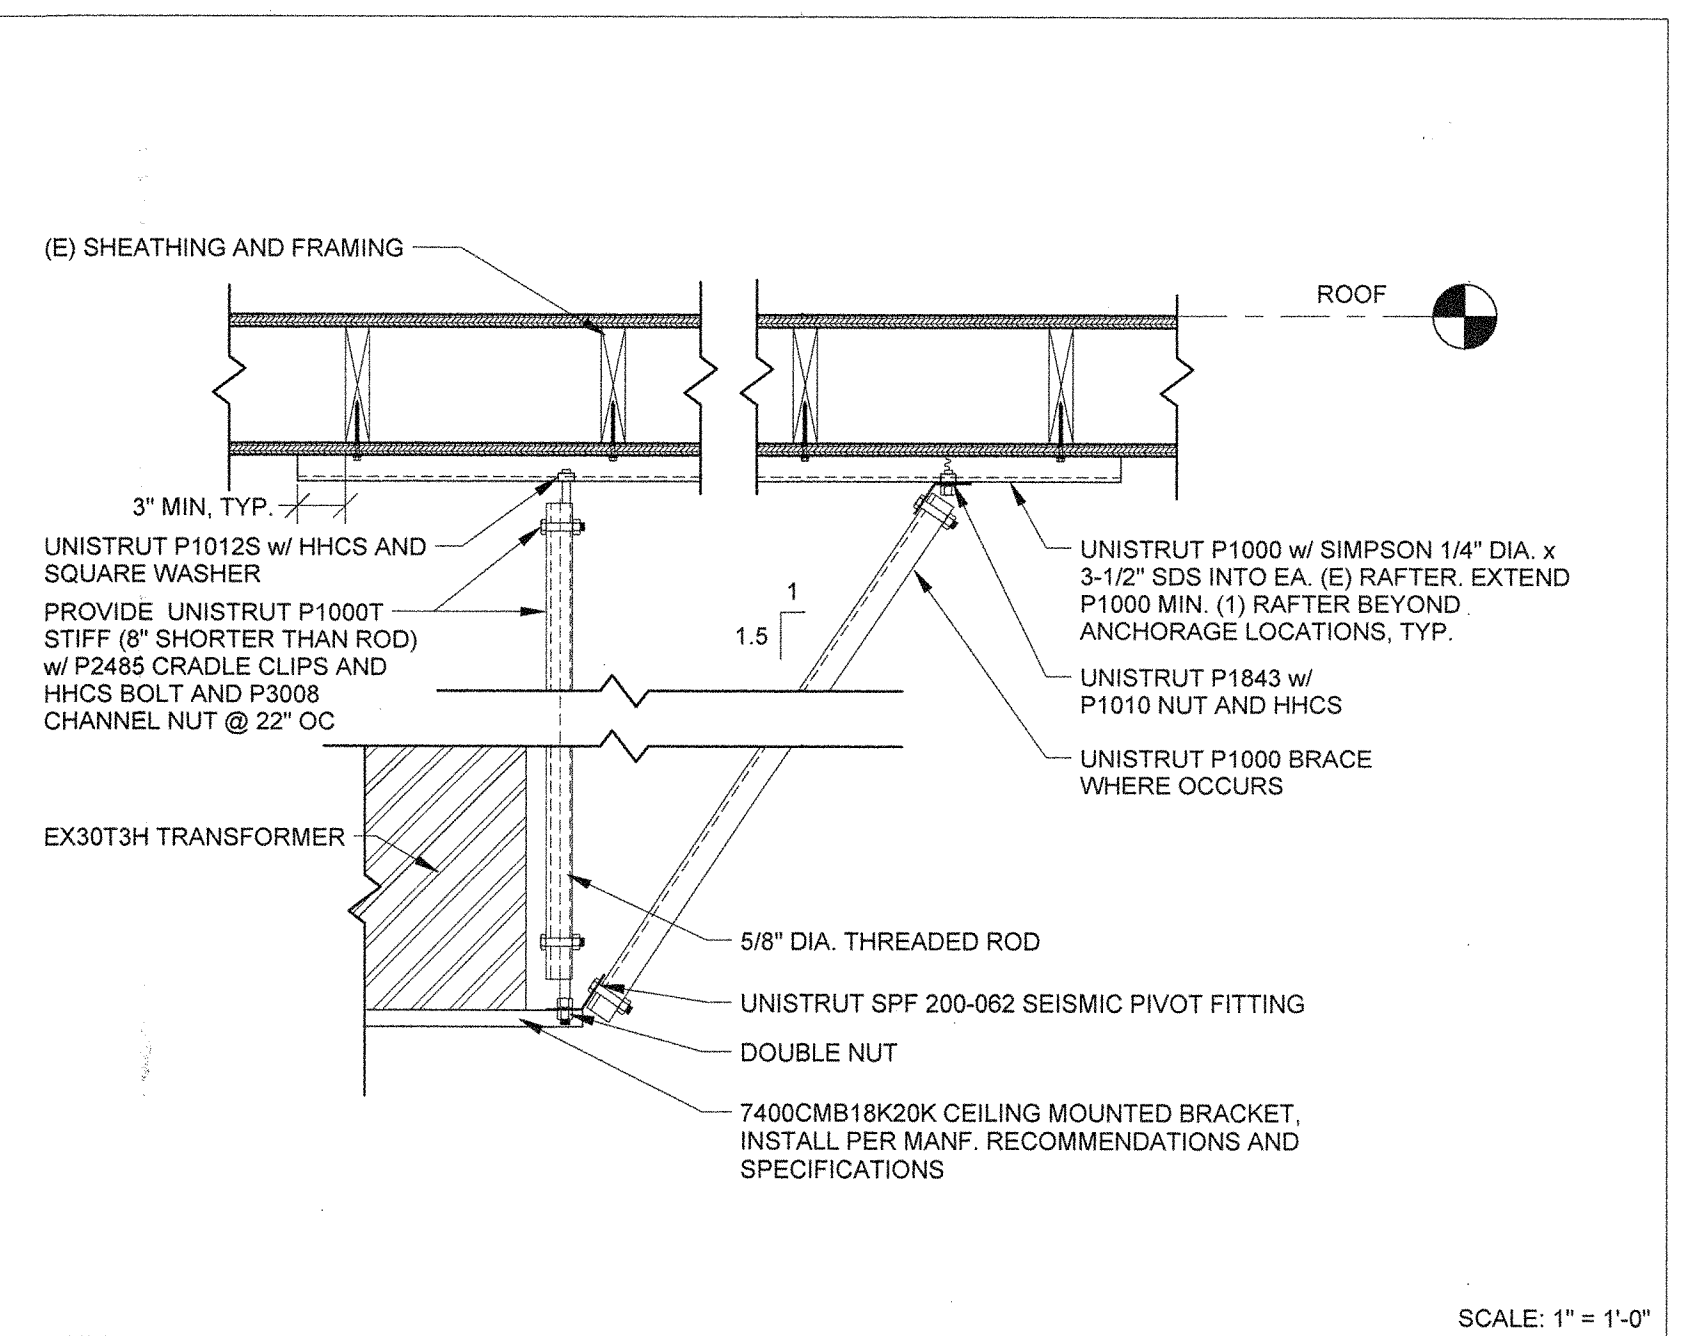 (E) SHEATHING AND FRAMING
ROOF
3" MIN, TYP.
UNISTRUT P1012S w/ HHCS AND
SQUARE WASHER
PROVIDE UNISTRUT P1000T
STIFF (8" SHORTER THAN ROD)
w/ P2485 CRADLE CLIPS AND
HHCS BOLT AND P3008
CHANNEL NUT @ 22" OC
1
1.5
UNISTRUT P1000 w/ SIMPSON 1/4" DIA. x
3-1/2" SDS INTO EA. (E) RAFTER. EXTEND
P1000 MIN. (1) RAFTER BEYOND
ANCHORAGE LOCATIONS, TYP.
UNISTRUT P1843 w/
P1010 NUT AND HHCS
UNISTRUT P1000 BRACE
WHERE OCCURS
EX30T3H TRANSFORMER
5/8" DIA. THREADED ROD
UNISTRUT SPF 200-062 SEISMIC PIVOT FITTING
DOUBLE NUT
7400CMB18K20K CEILING MOUNTED BRACKET,
INSTALL PER MANF. RECOMMENDATIONS AND
SPECIFICATIONS
SCALE: 1" = 1'-0"